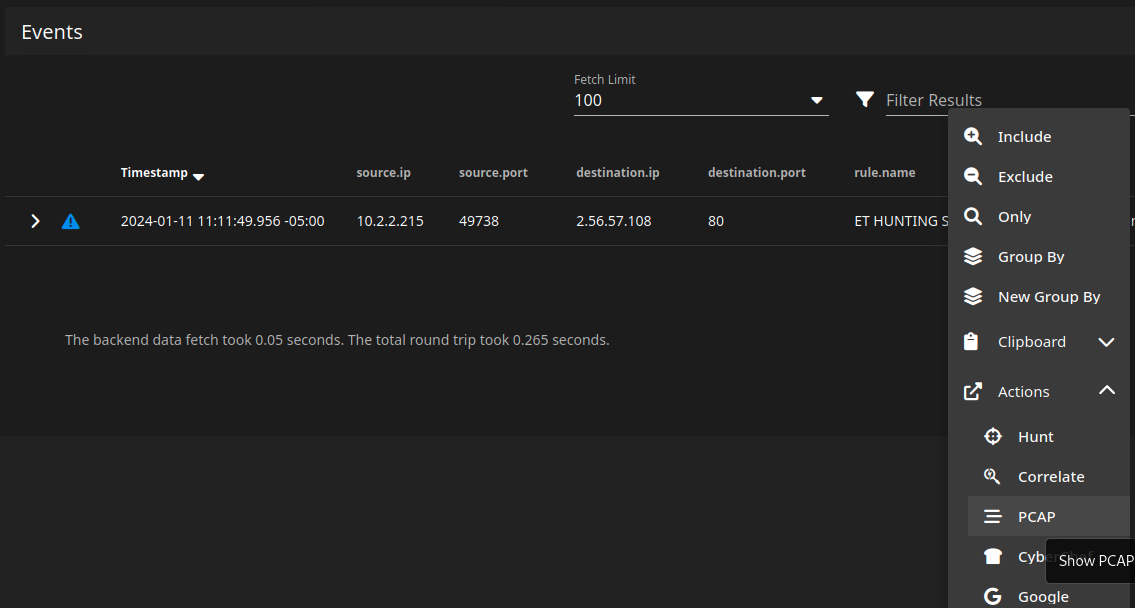 Events
Fetch Limit
100
Filter Results
Timestamp source.ip source.port destination.ip destination.port rule.name
2024-01-11 11:11:49.956 -05:00 10.2.2.215 49738 2.56.57.108 80 ET HUNTING S
The backend data fetch took 0.05 seconds. The total round trip took 0.265 seconds.
Include
Exclude
Only
Group By
New Group By
Clipboard
Actions
Hunt
Correlate
PCAP
CyberChef
Show PCAP
Google